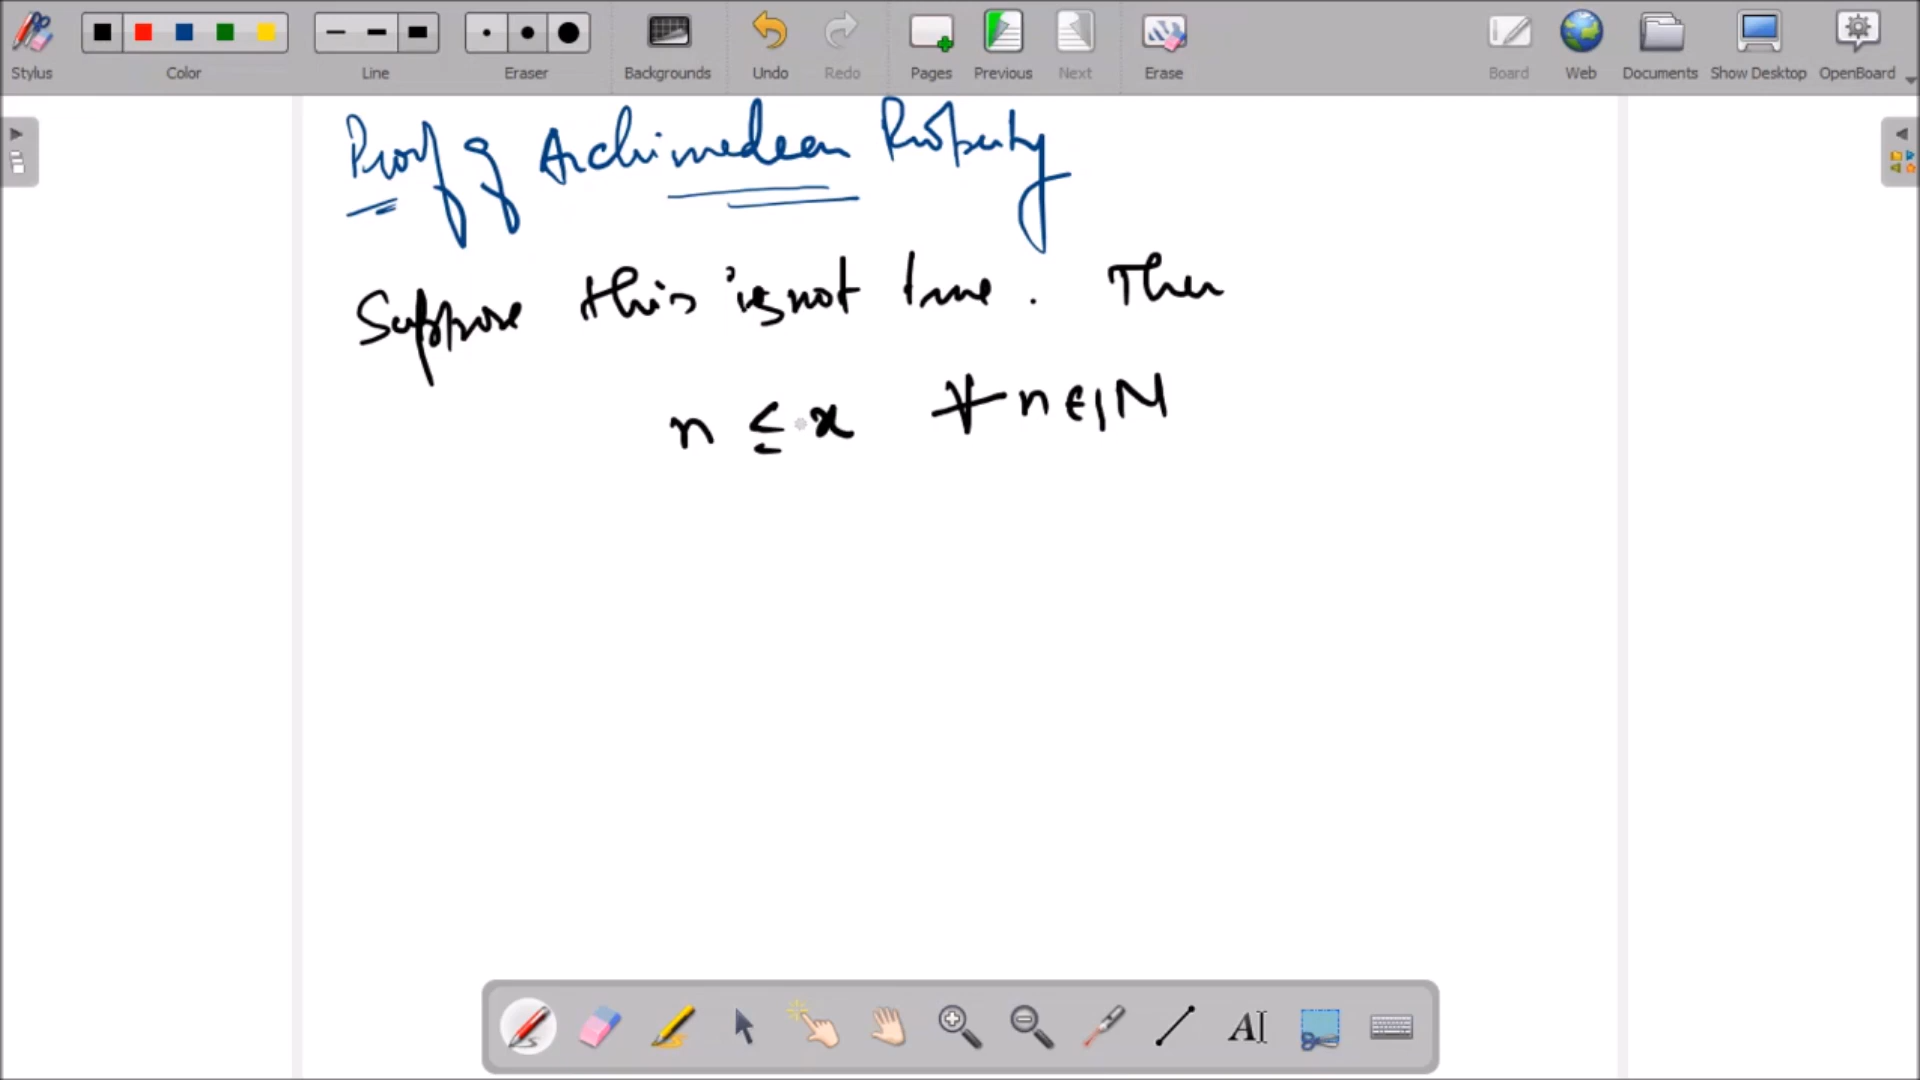 Stylus Color Line Eraser Backgrounds Undo Redo Pages Previous Next Erase Board Web Documents Show Desktop OpenBoard
Proof of Archimedean Property
Suppose this is not true. Then
n ≤ x ∀ n ∈ ℕ
AI